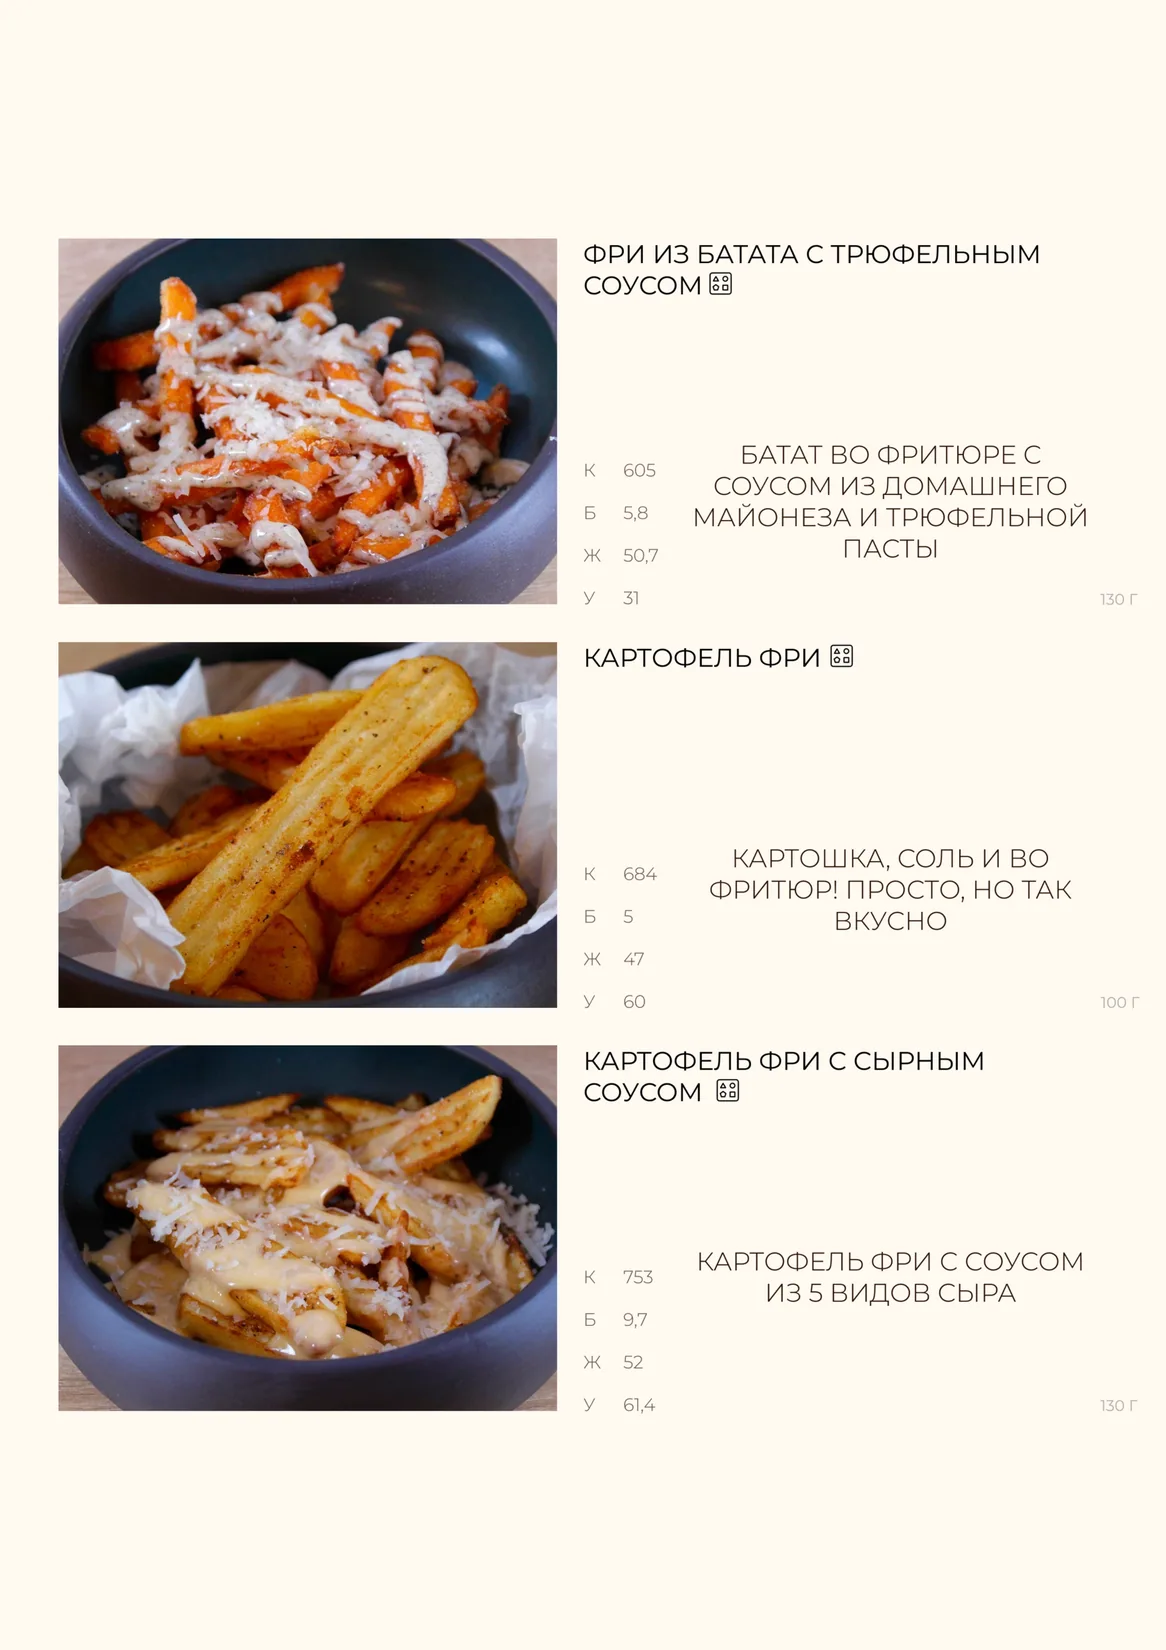 ФРИ ИЗ БАТАТА С ТРЮФЕЛЬНЫМ
СОУСОМ
К 605
Б 5,8
Ж 50,7
У 31
БАТАТ ВО ФРИТЮРЕ С
СОУСОМ ИЗ ДОМАШНЕГО
МАЙОНЕЗА И ТРЮФЕЛЬНОЙ
ПАСТЫ
130 Г
КАРТОФЕЛЬ ФРИ
К 684
Б 5
Ж 47
У 60
КАРТОШКА, СОЛЬ И ВО
ФРИТЮР! ПРОСТО, НО ТАК
ВКУСНО
100 Г
КАРТОФЕЛЬ ФРИ С СЫРНЫМ
СОУСОМ
К 753
Б 9,7
Ж 52
У 61,4
КАРТОФЕЛЬ ФРИ С СОУСОМ
ИЗ 5 ВИДОВ СЫРА
130 Г